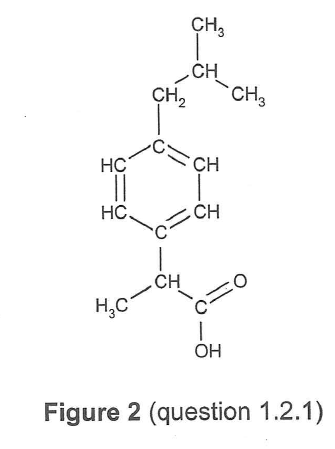 CH3
CH
CH2 CH3
C
HC CH
HC CH
C
CH O
H3C C
OH
Figure 2 (question 1.2.1)